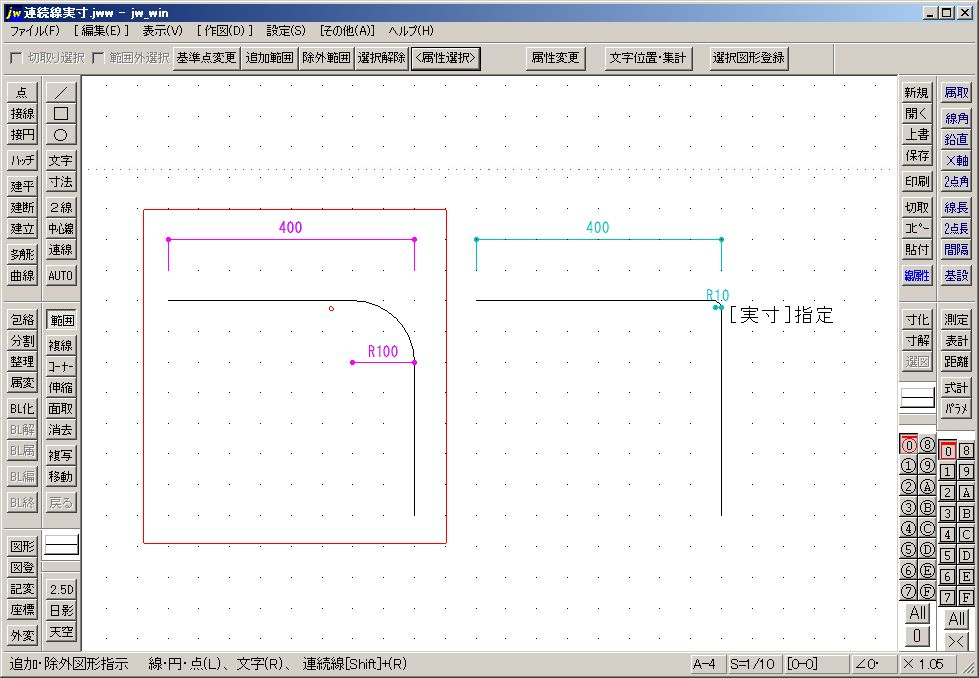 連続線実寸.jww - jw_win
ファイル(F) [編集(E)] 表示(V) [作図(D)] 設定(S) [その他(A)] ヘルプ(H)
切取り選択 範囲外選択 基準点変更 追加範囲 除外範囲 選択解除 <属性選択> 属性変更 文字位置・集計 選択図形登録
点
接線
接円
ハッチ
建平
建断
建立
多角形
曲線
包絡
分割
整理
属変
BL化
BL解
BL属
BL編
BL終
図形
図登
記変
座標
外変
文字
寸法
2線
中心線
連線
AUTO
範囲
複線
コーナー
伸縮
面取
消去
複写
移動
戻る
2.5D
日影
天空
400
R100
400
R10
[実寸]指定
新規
開く
上書
保存
印刷
切取
コピー
貼付
線属性
寸化
寸解
選図
0 8
1 9
2 A
3 B
4 C
5 D
6 E
7 F
All
0
属取
線角
鉛直
×軸
2点角
線長
2点長
間隔
基設
測定
表計
距離
式計
パラメ
0 8
1 9
2 A
3 B
4 C
5 D
6 E
7 F
All
×
追加・除外図形指示 線・円・点(L)、文字(R)、連続線[Shift]+(R) A-4 S=1/10 [0-0] ∠0・ × 1.05